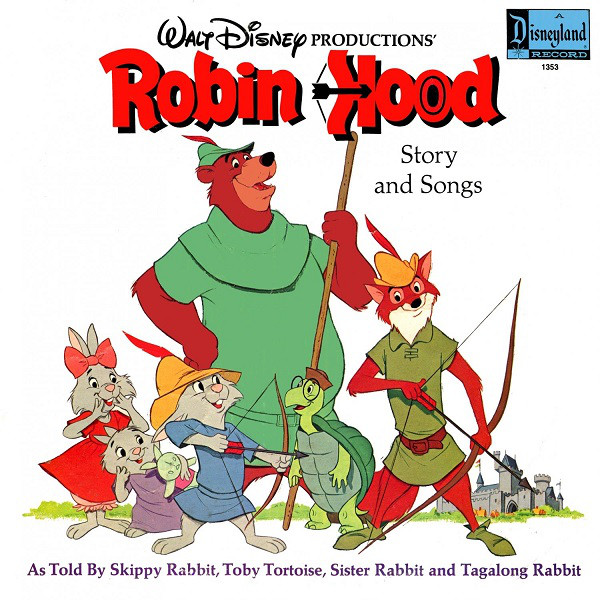 WALT DISNEY PRODUCTIONS'
A
Disneyland
RECORD
1353
Robin Hood
Story
and Songs
As Told By Skippy Rabbit, Toby Tortoise, Sister Rabbit and Tagalong Rabbit